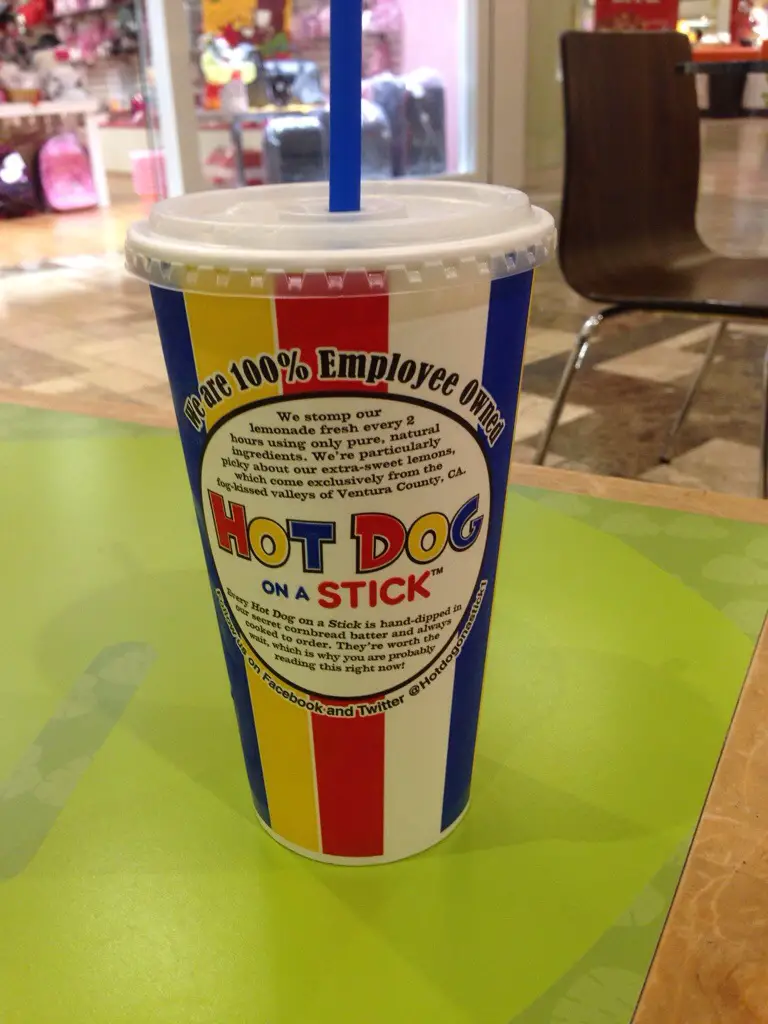 We are 100% Employee Owned
We stomp our
lemonade fresh every 2
hours using only pure, natural
ingredients. We're particularly
picky about our extra-sweet lemons,
which come exclusively from the
fog-kissed valleys of Ventura County, CA.
HOT DOG
ON A STICK™
Every Hot Dog on a Stick is hand-dipped in
our secret cornbread batter and always
cooked to order. They're worth the
wait, which is why you are probably
reading this right now!
Follow us on Facebook and Twitter @Hotdogonastick!